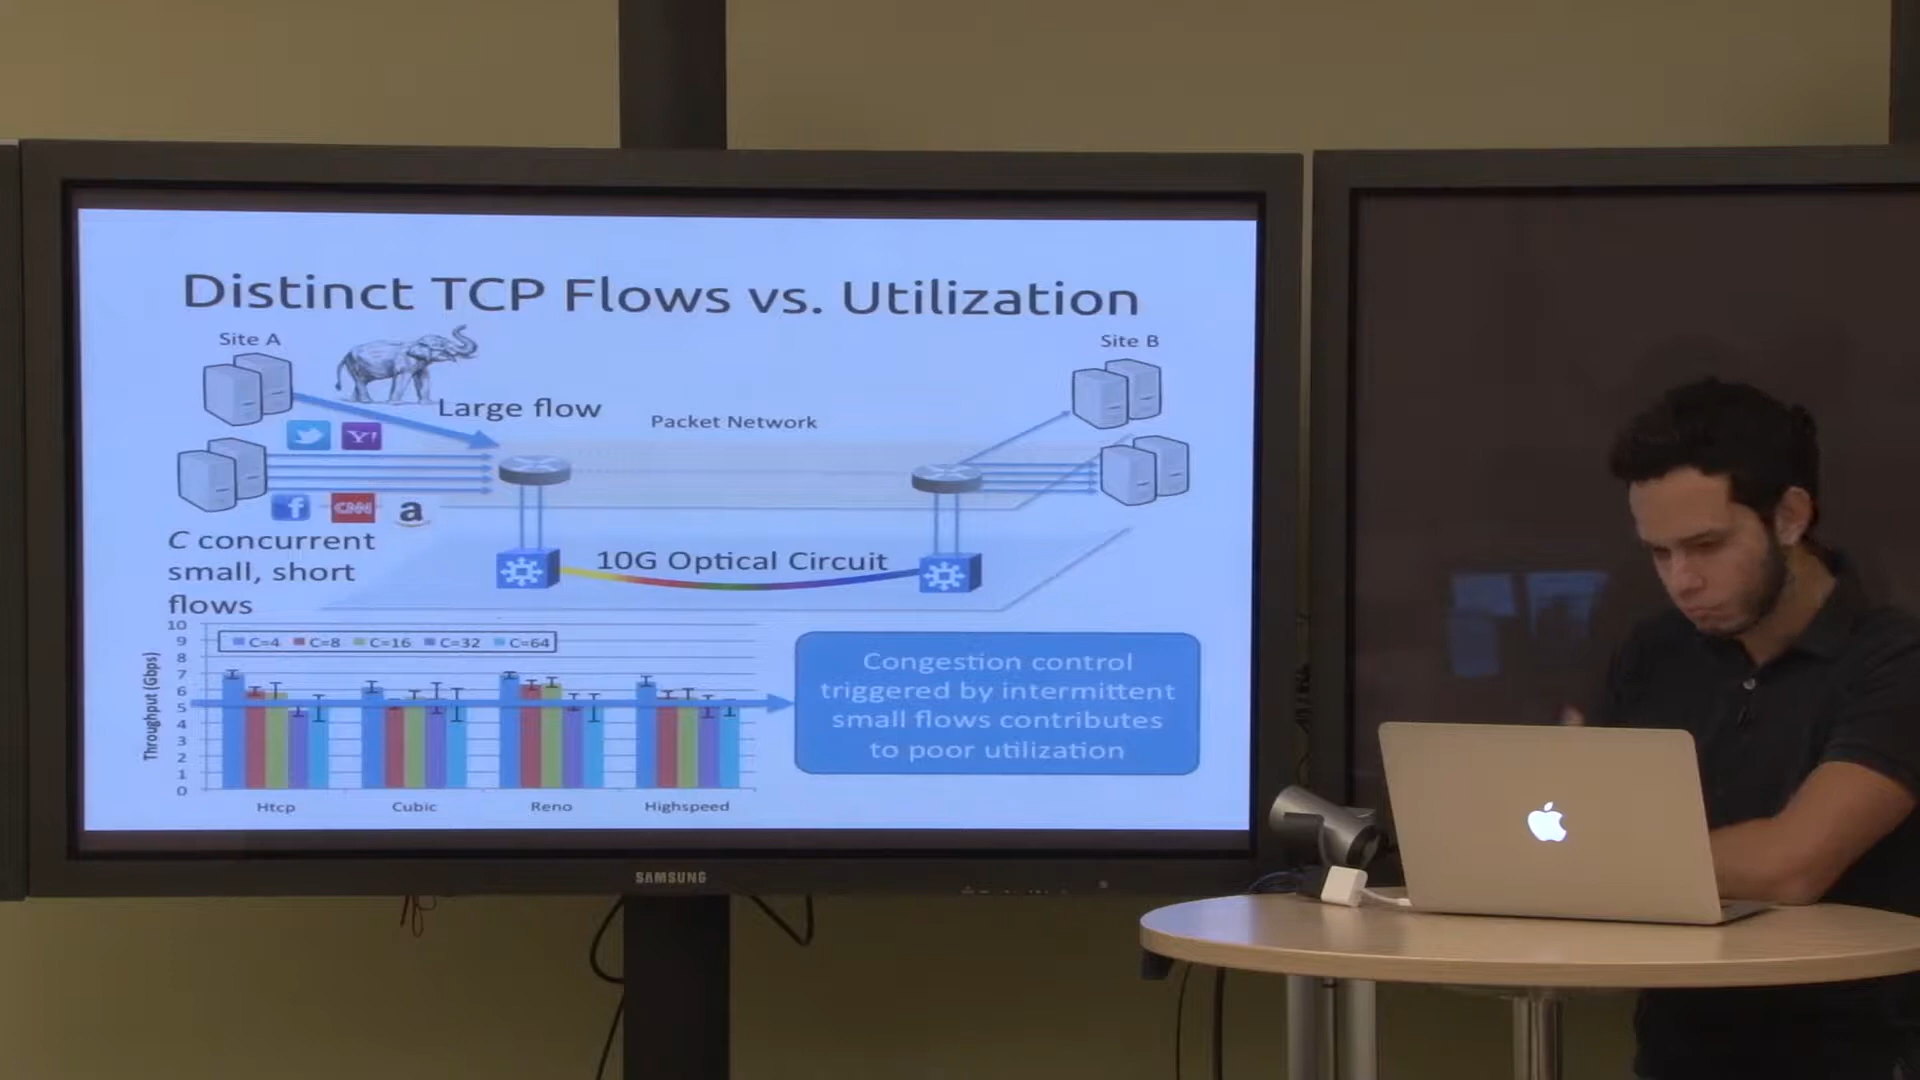 Distinct TCP Flows vs. Utilization
Site A
Site B
Large flow
Packet Network
Y!
f
CNN
a
C concurrent
small, short
flows
10G Optical Circuit
10
9
8
7
6
5
4
3
2
1
0
Throughput (Gbps)
C=4 C=8 C=16 C=32 C=64
Htcp Cubic Reno Highspeed
Congestion control
triggered by intermittent
small flows contributes
to poor utilization
SAMSUNG